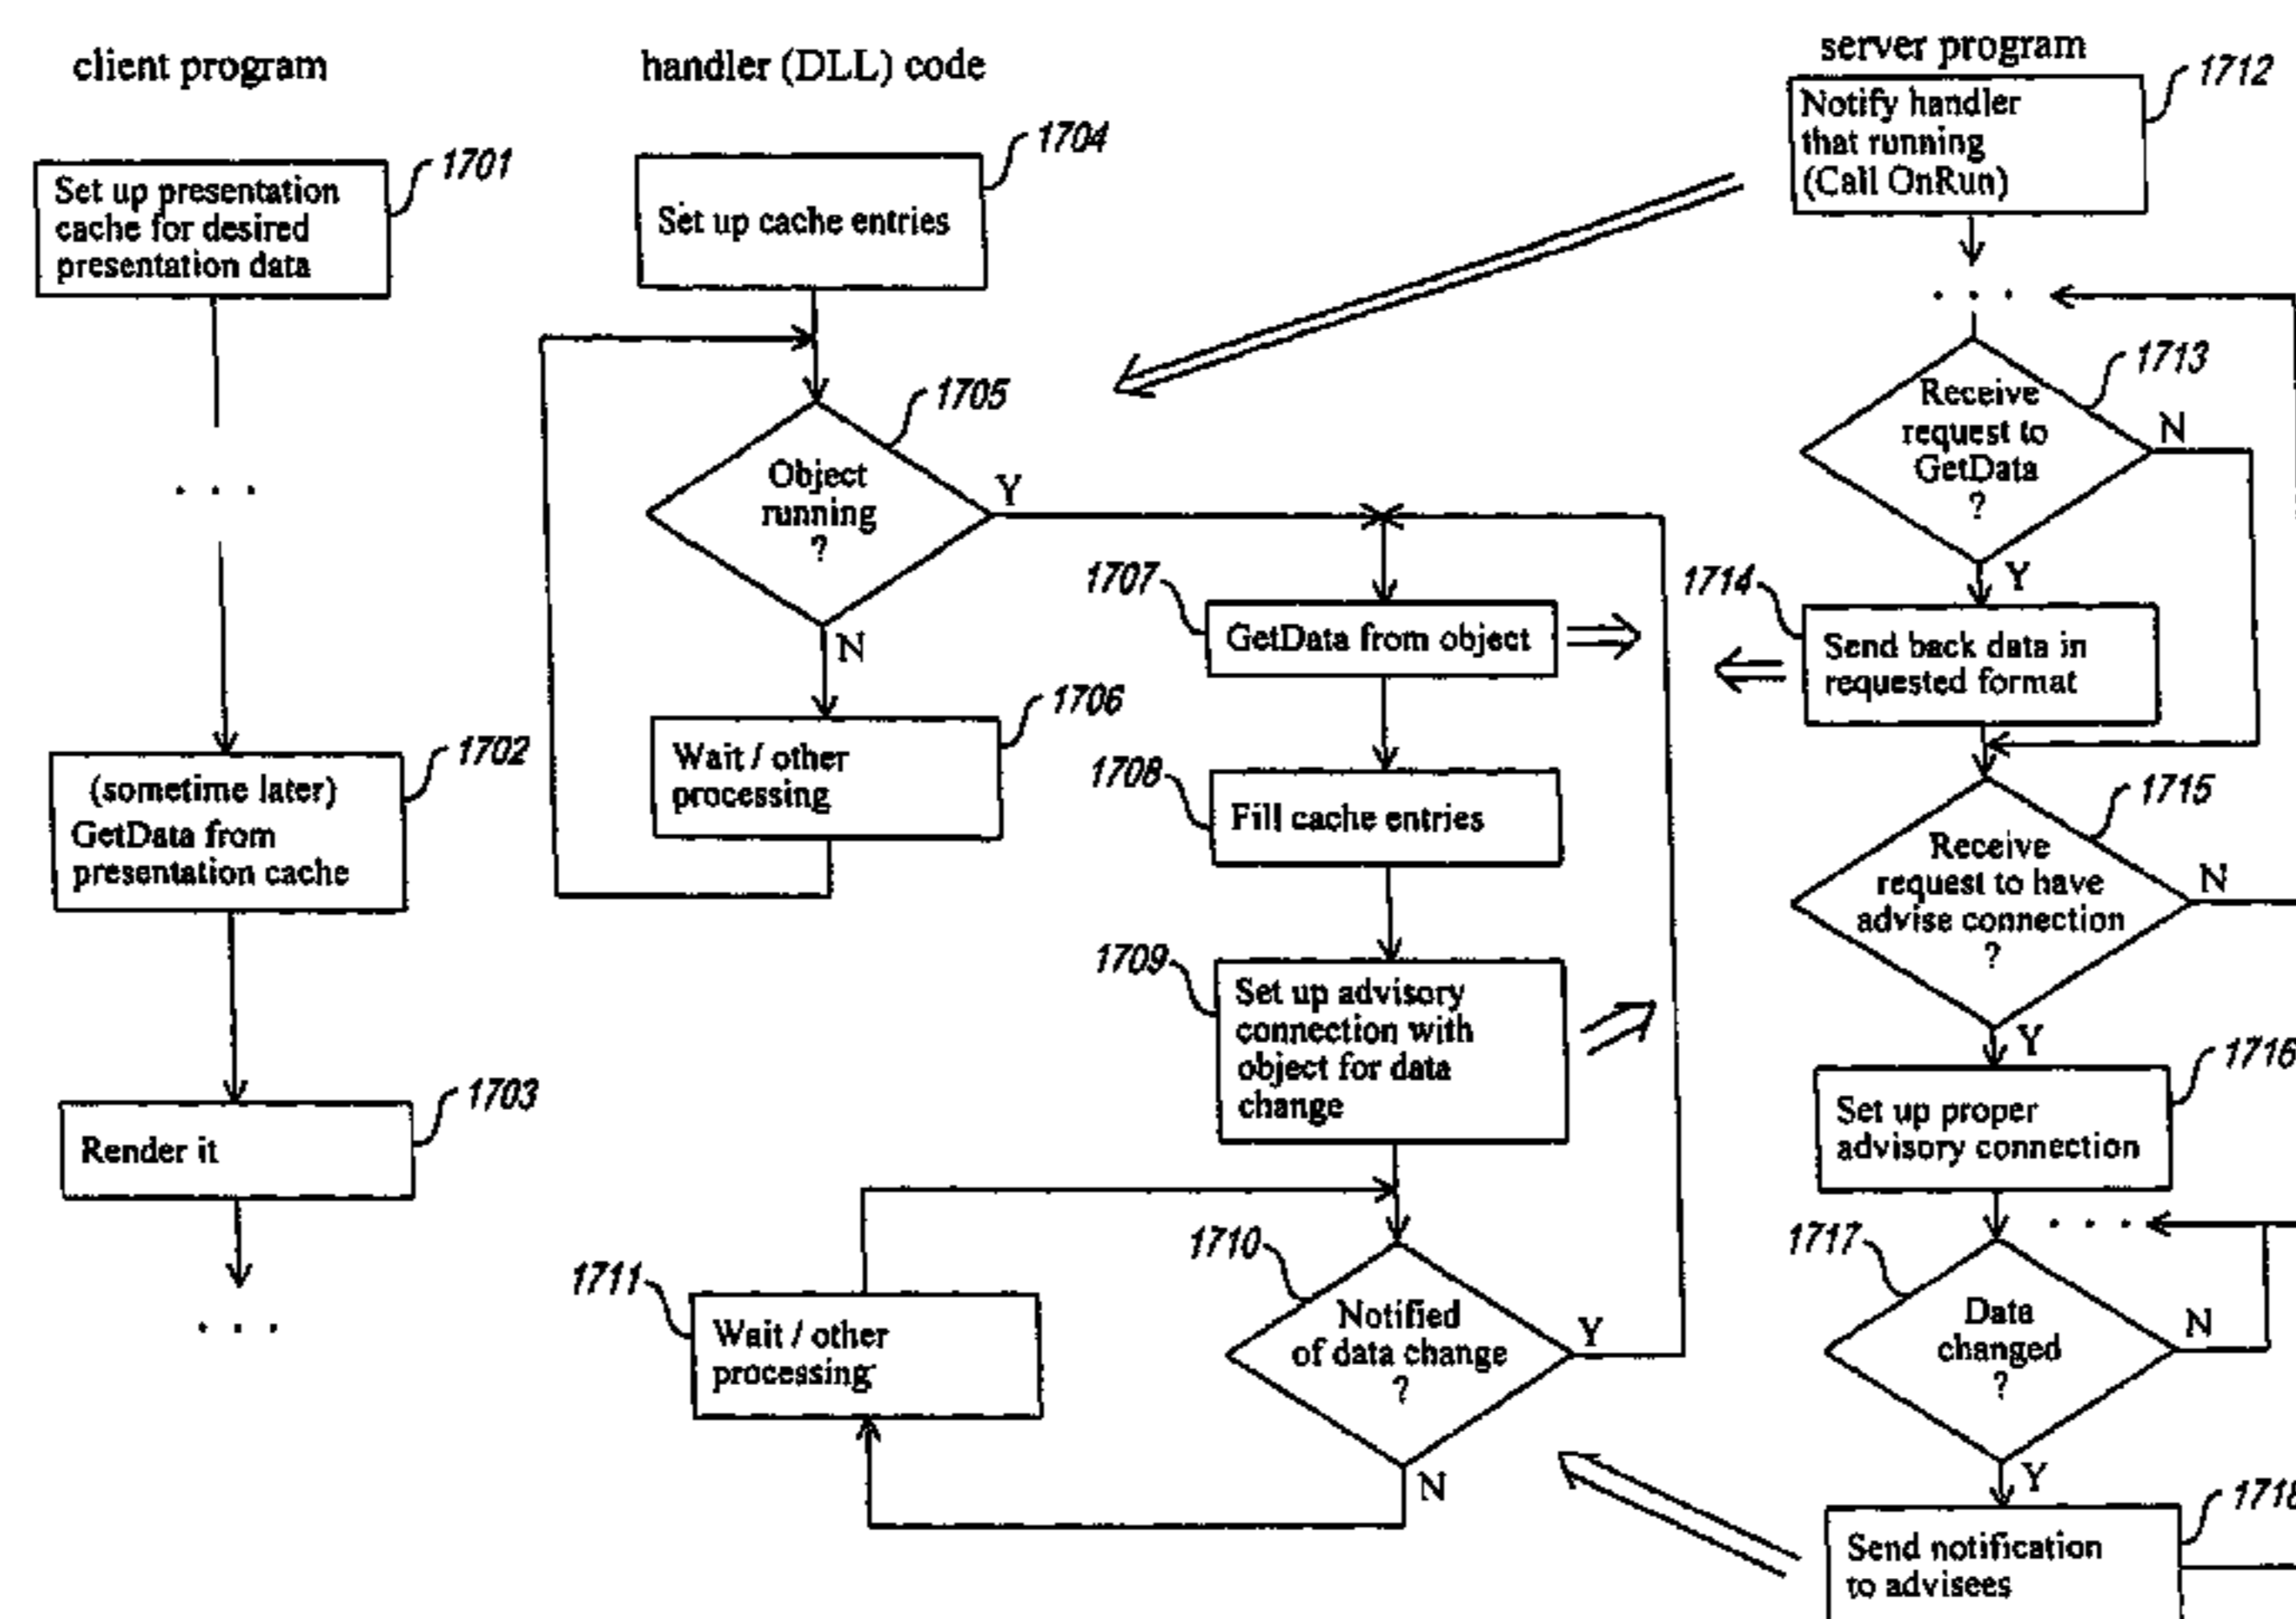 client program
1701
Set up presentation
cache for desired
presentation data
. . .
1702
(sometime later)
GetData from
presentation cache
1703
Render it
. . .
handler (DLL) code
1704
Set up cache entries
1705
Object
running
?
Y
N
1706
Wait / other
processing
1707
GetData from object
1708
Fill cache entries
1709
Set up advisory
connection with
object for data
change
1710
Notified
of data change
?
Y
N
1711
Wait / other
processing
server program
1712
Notify handler
that running
(Call OnRun)
. . .
1713
Receive
request to
GetData
?
N
Y
1714
Send back data in
requested format
1715
Receive
request to have
advise connection
?
N
Y
1716
Set up proper
advisory connection
. . .
1717
Data
changed
?
N
Y
1718
Send notification
to advisees